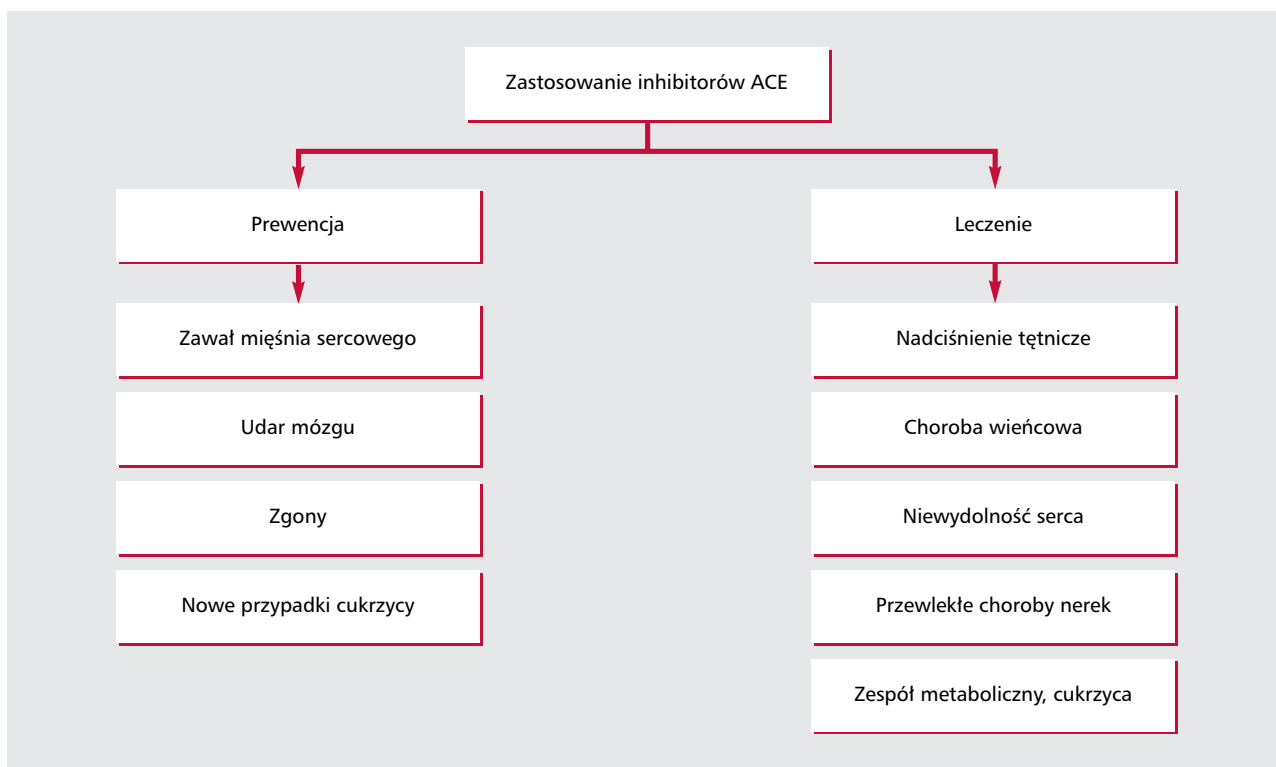 Zastosowanie inhibitorów ACE
Prewencja
Zawał mięśnia sercowego
Udar mózgu
Zgony
Nowe przypadki cukrzycy
Leczenie
Nadciśnienie tętnicze
Choroba wieńcowa
Niewydolność serca
Przewlekłe choroby nerek
Zespół metaboliczny, cukrzyca